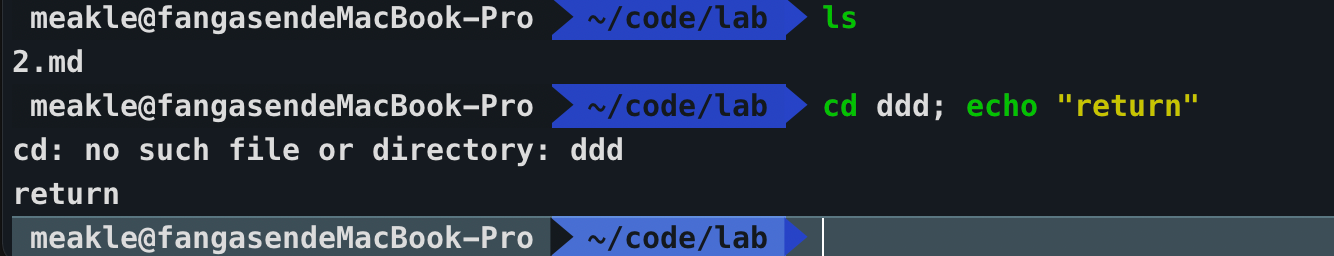 meakle@fangasendeMacBook-Pro ~/code/lab ls
2.md
meakle@fangasendeMacBook-Pro ~/code/lab cd ddd; echo "return"
cd: no such file or directory: ddd
return
meakle@fangasendeMacBook-Pro ~/code/lab